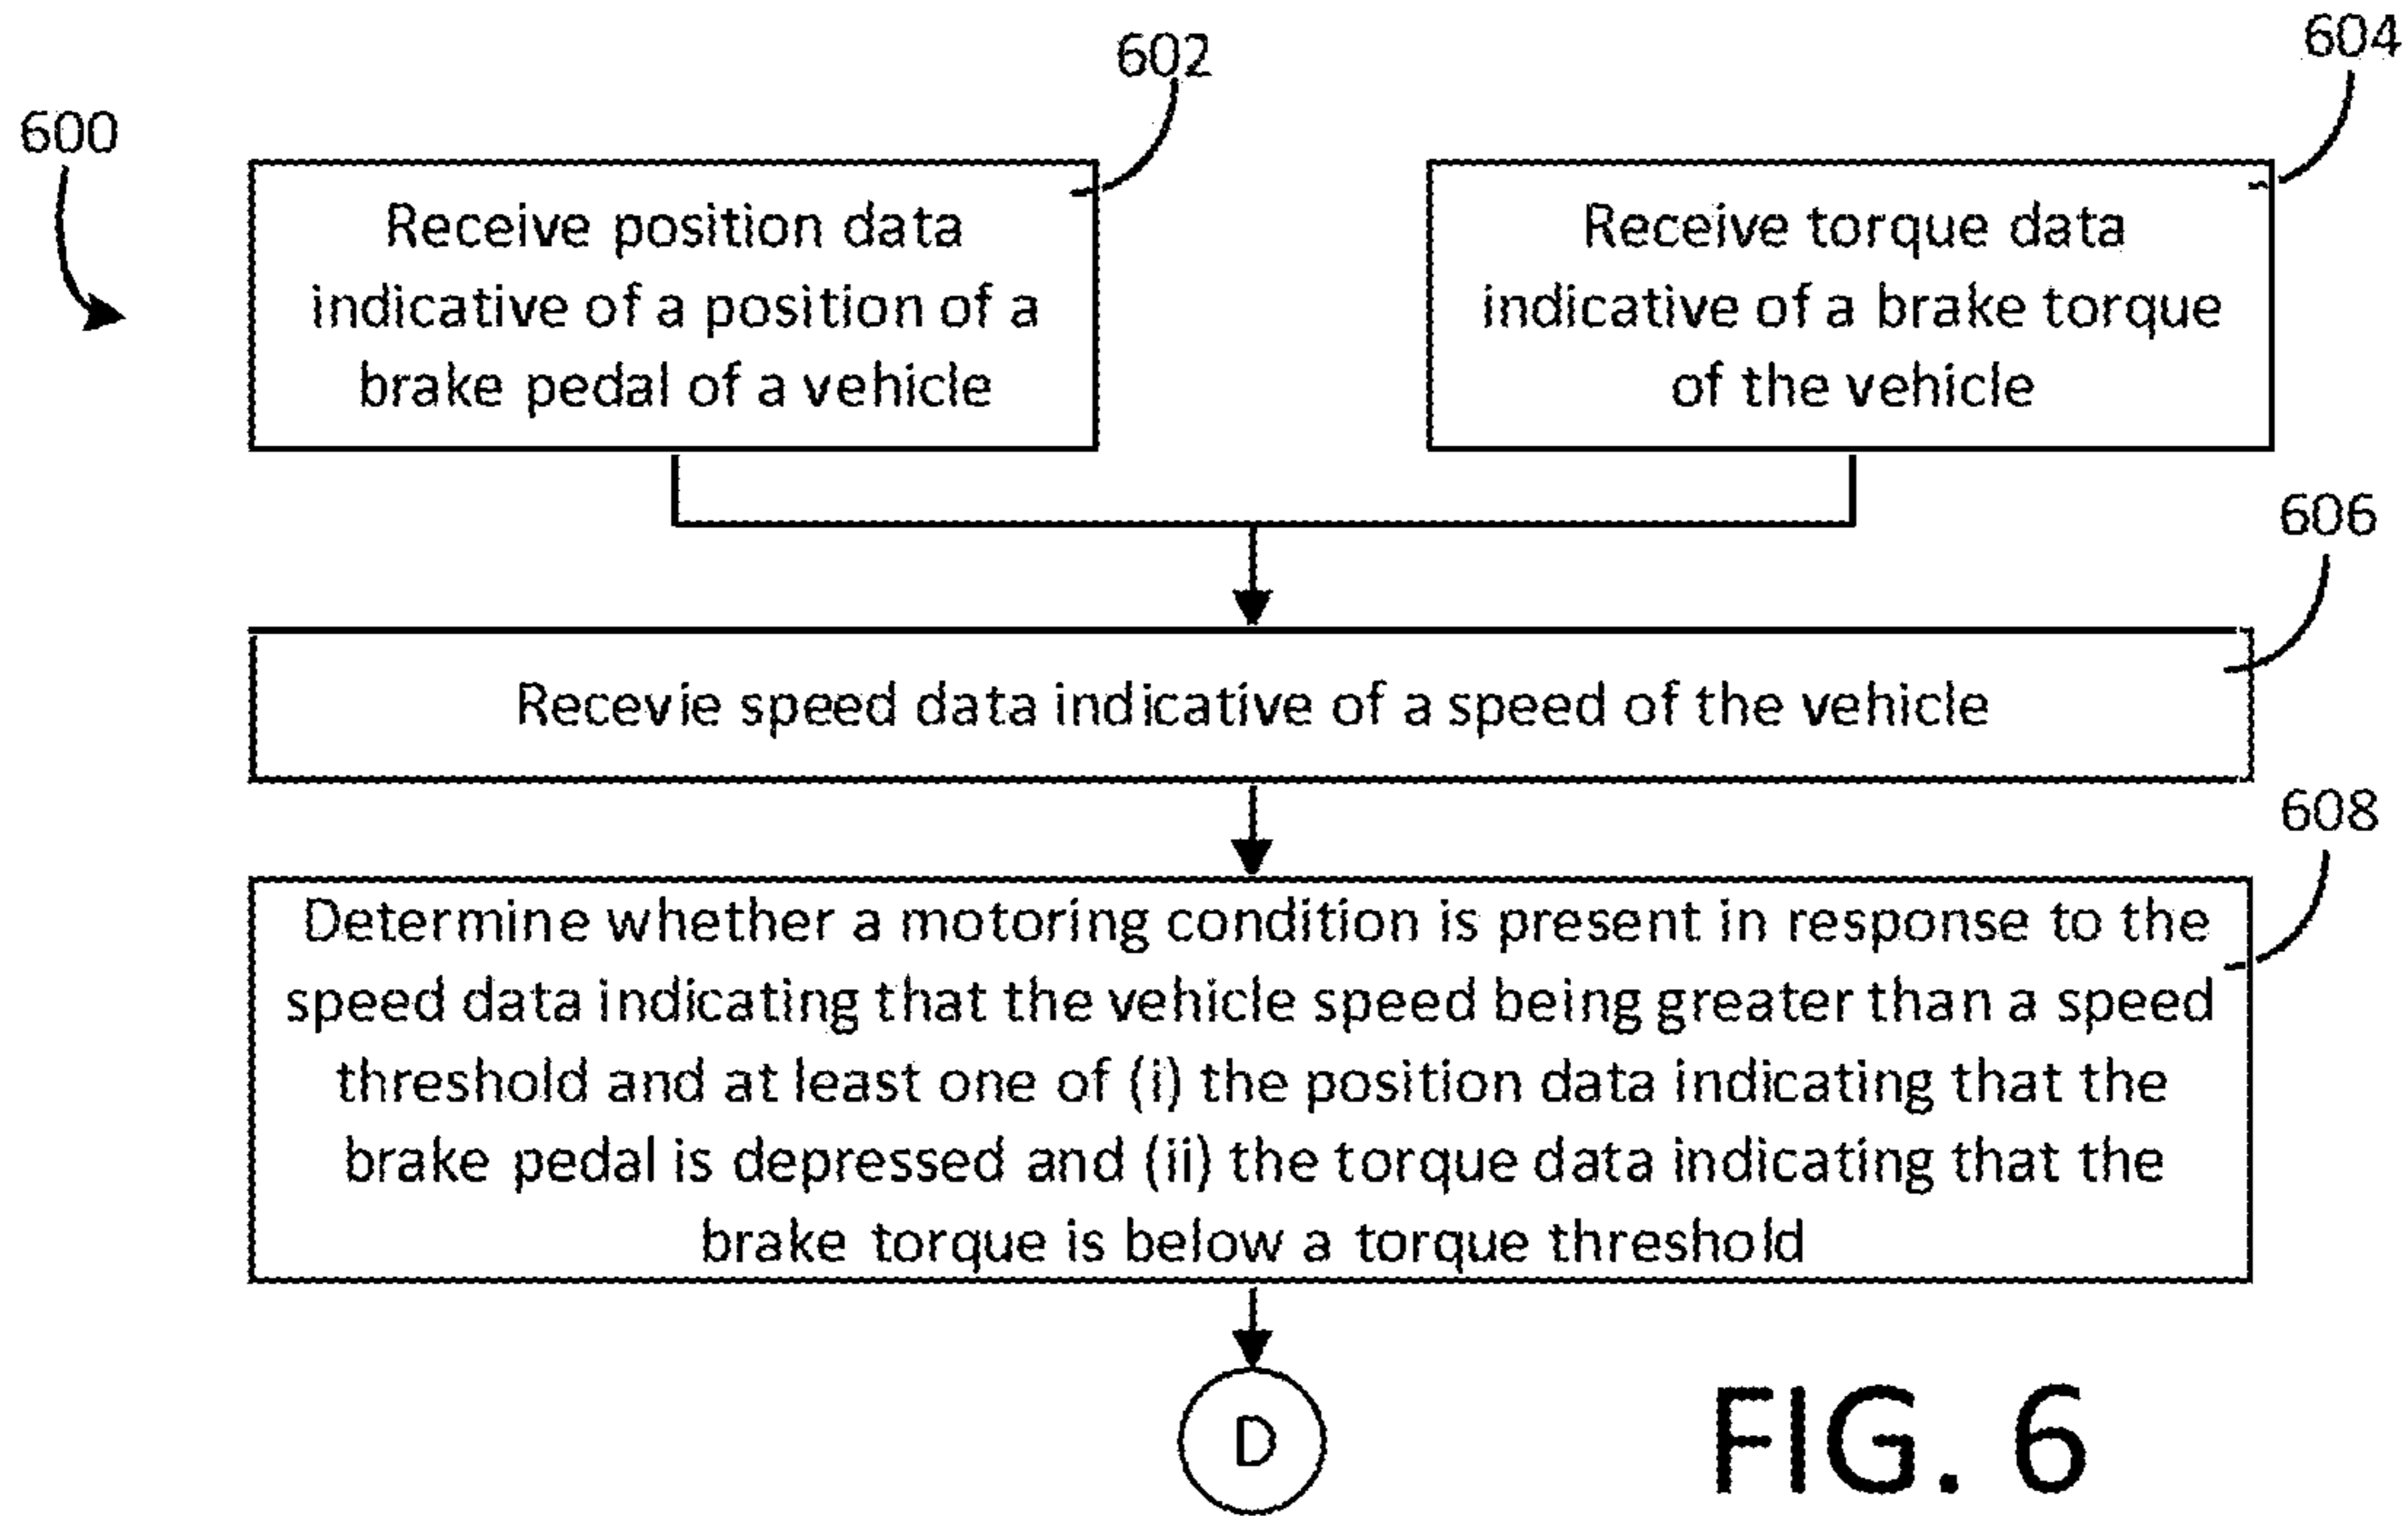 602
604
600
Receive position data
indicative of a position of a
brake pedal of a vehicle
Receive torque data
indicative of a brake torque
of the vehicle
606
Recevie speed data indicative of a speed of the vehicle
608
Determine whether a motoring condition is present in response to the
speed data indicating that the vehicle speed being greater than a speed
threshold and at least one of (i) the position data indicating that the
brake pedal is depressed and (ii) the torque data indicating that the
brake torque is below a torque threshold
D
FIG. 6